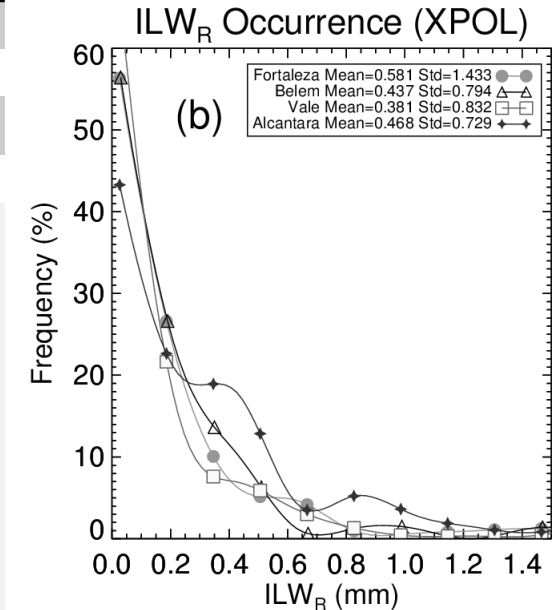 ILW_R Occurrence (XPOL)
60
Fortaleza Mean=0.581 Std=1.433
Belem Mean=0.437 Std=0.794
Vale Mean=0.381 Std=0.832
Alcantara Mean=0.468 Std=0.729
(b)
50
40
30
20
10
0
Frequency (%)
0.0 0.2 0.4 0.6 0.8 1.0 1.2 1.4
ILW_R (mm)